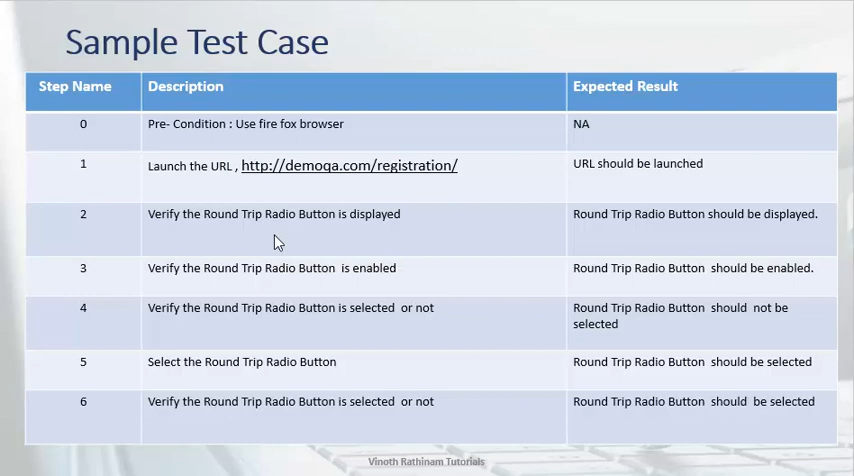 Sample Test Case
Step Name Description Expected Result
0 Pre- Condition : Use fire fox browser NA
1 Launch the URL , http://demoqa.com/registration/ URL should be launched
2 Verify the Round Trip Radio Button is displayed Round Trip Radio Button should be displayed.
3 Verify the Round Trip Radio Button is enabled Round Trip Radio Button should be enabled.
4 Verify the Round Trip Radio Button is selected or not Round Trip Radio Button should not be
selected
5 Select the Round Trip Radio Button Round Trip Radio Button should be selected
6 Verify the Round Trip Radio Button is selected or not Round Trip Radio Button should be selected
Vinoth Rathinam Tutorials